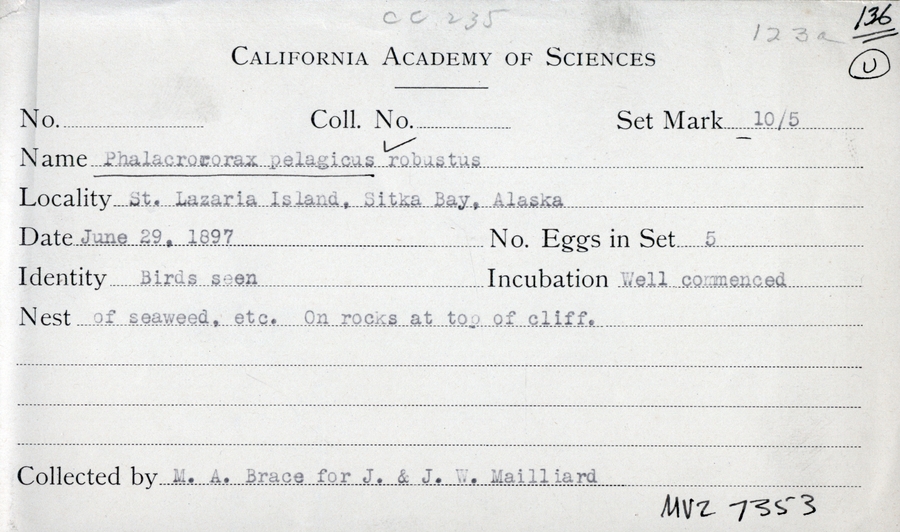 CC 235
123a
136
U
CALIFORNIA ACADEMY OF SCIENCES
No. Coll. No. Set Mark 10/5
Name Phalacrororax pelagicus robustus
Locality St. Lazaria Island, Sitka Bay, Alaska
Date June 29, 1897 No. Eggs in Set 5
Identity Birds seen Incubation Well commenced
Nest of seaweed, etc. On rocks at top of cliff.
Collected by M. A. Brace for J. & J. W. Mailliard
MVZ 7353